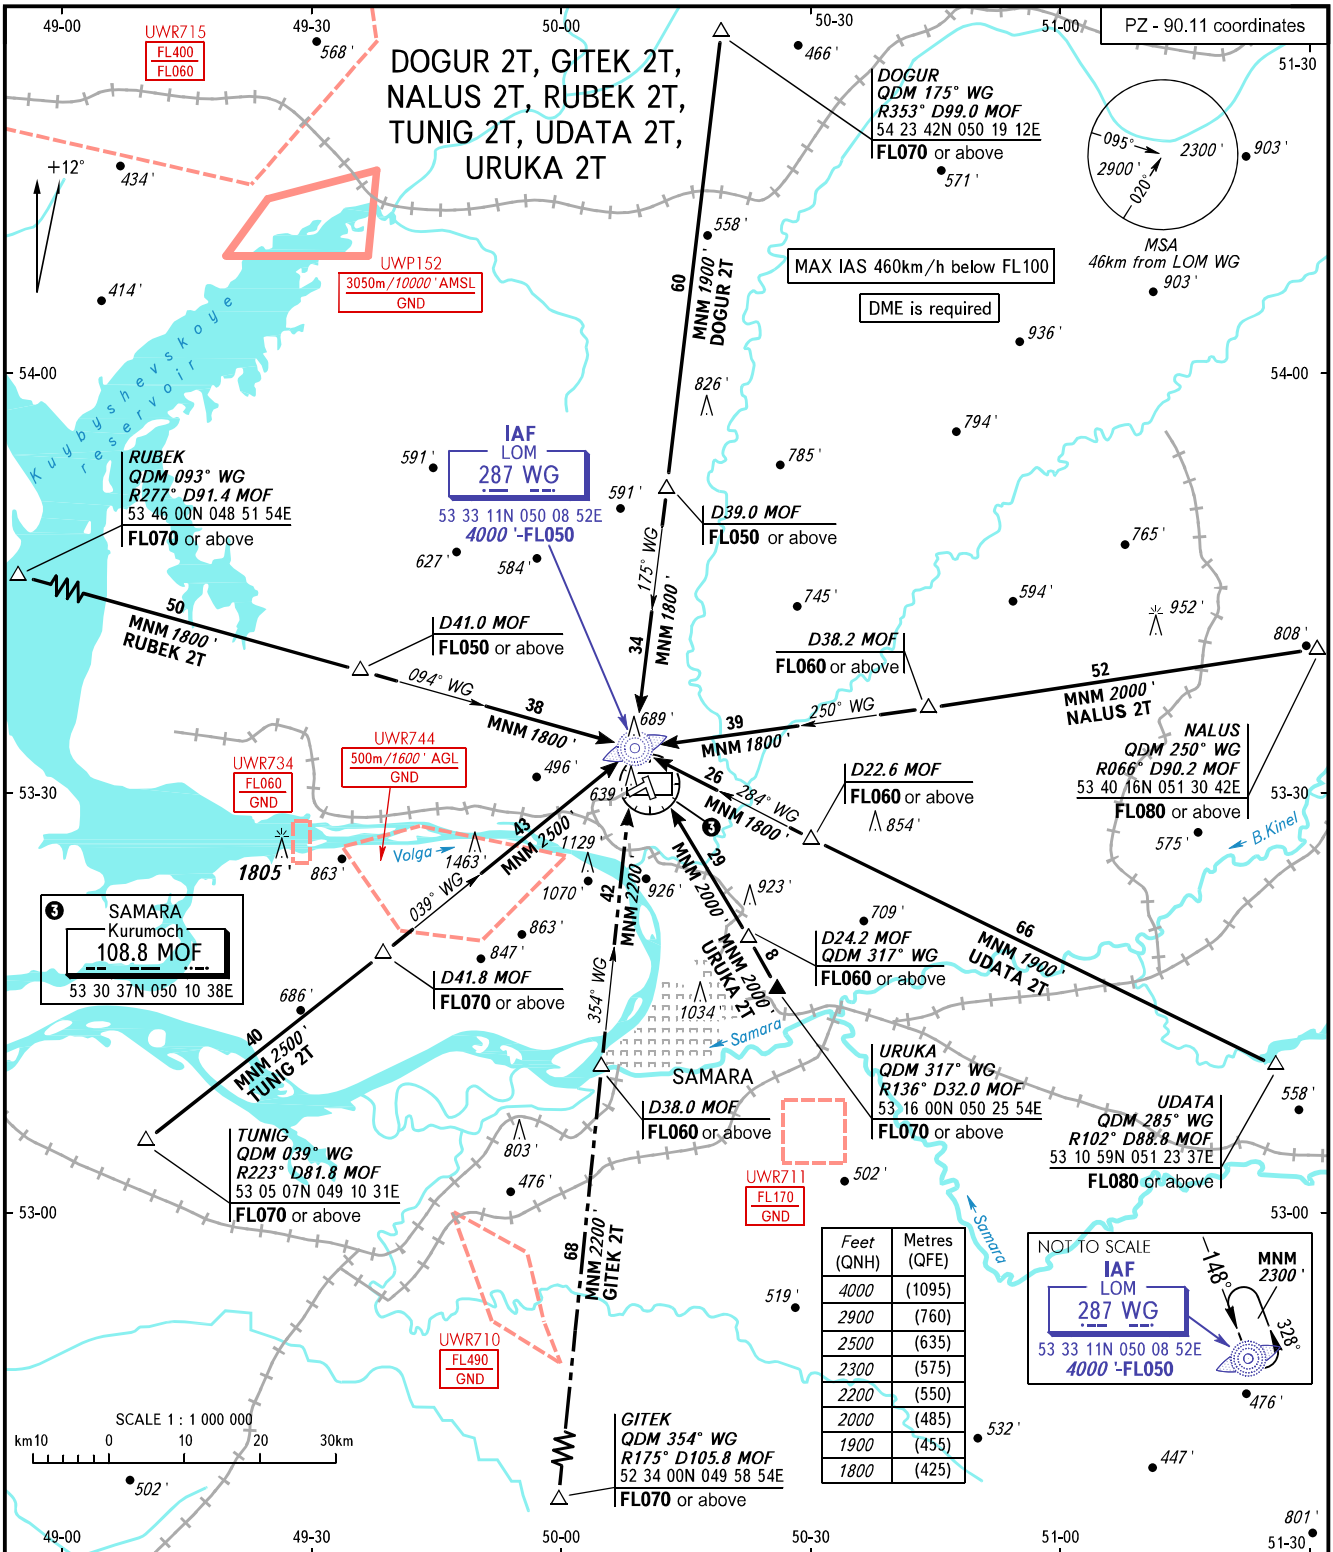 49-00
49-30
50-00
50-30
51-00
PZ - 90.11 coordinates
51-30
UWR715
FL400
FL060
568'
DOGUR 2T, GITEK 2T,
NALUS 2T, RUBEK 2T,
TUNIG 2T, UDATA 2T,
URUKA 2T
466'
DOGUR
QDM 175° WG
R353° D99.0 MOF
54 23 42N 050 19 12E
FL070 or above
571'
095°
2300'
2900'
020°
903'
MSA
46km from LOM WG
903'
+12°
434'
414'
UWP152
3050m/10000' AMSL
GND
558'
60
MNM 1900'
DOGUR 2T
MAX IAS 460km/h below FL100
DME is required
936'
54-00
54-00
Kuybyshevskoye
reservoir
826'
794'
785'
765'
IAF
LOM
287 WG
53 33 11N 050 08 52E
4000'-FL050
591'
591'
627'
584'
RUBEK
QDM 093° WG
R277° D91.4 MOF
53 46 00N 048 51 54E
FL070 or above
D39.0 MOF
FL050 or above
175° WG
34
MNM 1800'
745'
594'
952'
808'
50
MNM 1800'
RUBEK 2T
D41.0 MOF
FL050 or above
094° WG
38
MNM 1800'
D38.2 MOF
FL060 or above
52
MNM 2000'
NALUS 2T
250° WG
39
MNM 1800'
NALUS
QDM 250° WG
R066° D90.2 MOF
53 40 16N 051 30 42E
FL080 or above
575'
689'
639'
496'
UWR744
500m/1600' AGL
GND
UWR734
FL060
GND
53-30
53-30
26
284° WG
MNM 1800'
D22.6 MOF
FL060 or above
854'
3
B.Kinel
1805'
863'
Volga
1463'
1129'
1070'
926'
43
MNM 2500'
039° WG
42
MNM 2200'
354° WG
29
MNM 2000'
923'
709'
3
SAMARA
Kurumoch
108.8 MOF
53 30 37N 050 10 38E
863'
847'
D41.8 MOF
FL070 or above
686'
40
MNM 2500'
TUNIG 2T
D24.2 MOF
QDM 317° WG
FL060 or above
8
MNM 2000'
URUKA 2T
66
MNM 1900'
UDATA 2T
1034'
Samara
SAMARA
URUKA
QDM 317° WG
R136° D32.0 MOF
53 16 00N 050 25 54E
FL070 or above
UDATA
QDM 285° WG
R102° D88.8 MOF
53 10 59N 051 23 37E
FL080 or above
558'
D38.0 MOF
FL060 or above
TUNIG
QDM 039° WG
R223° D81.8 MOF
53 05 07N 049 10 31E
FL070 or above
803'
476'
UWR711
FL170
GND
502'
Samara
53-00
53-00
68
MNM 2200'
GITEK 2T
Feet
(QNH)
Metres
(QFE)
4000 (1095)
2900 (760)
2500 (635)
2300 (575)
2200 (550)
2000 (485)
1900 (455)
1800 (425)
519'
NOT TO SCALE
IAF
LOM
287 WG
53 33 11N 050 08 52E
4000'-FL050
148°
MNM
2300'
328°
476'
UWR710
FL490
GND
SCALE 1 : 1 000 000
km10 0 10 20 30km
GITEK
QDM 354° WG
R175° D105.8 MOF
52 34 00N 049 58 54E
FL070 or above
532'
447'
502'
801'
49-00
49-30
50-00
50-30
51-00
51-30